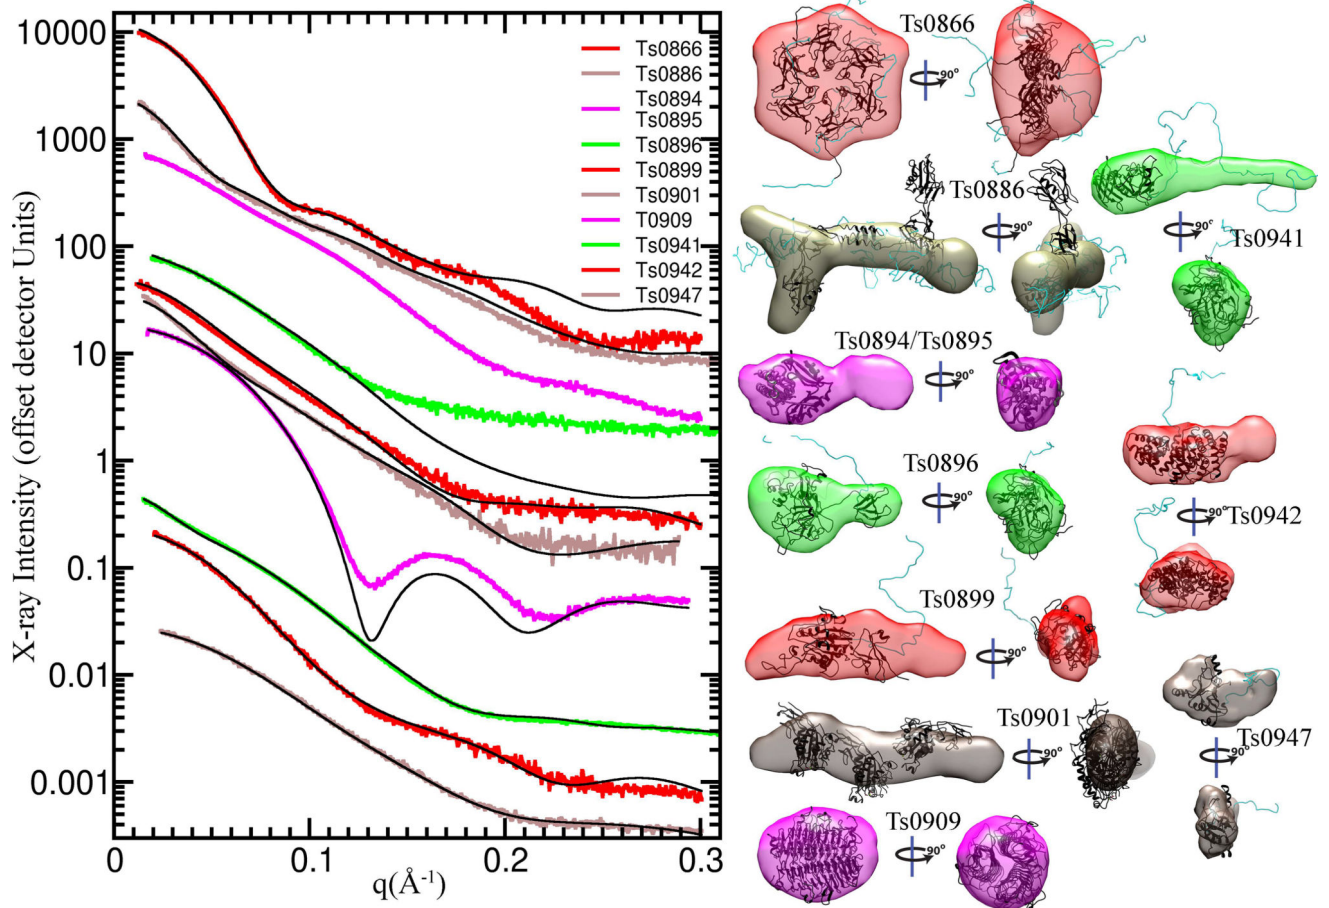 X-ray Intensity (offset detector Units)
10000
1000
100
10
1
0.1
0.01
0.001
0
0.1
0.2
0.3
q(Å⁻¹)
Ts0866
Ts0886
Ts0894
Ts0895
Ts0896
Ts0899
Ts0901
T0909
Ts0941
Ts0942
Ts0947
Ts0866
90°
Ts0886
90°
90°
Ts0941
Ts0894/Ts0895
90°
Ts0896
90°
90°
Ts0942
Ts0899
90°
Ts0901
90°
90°
Ts0947
Ts0909
90°